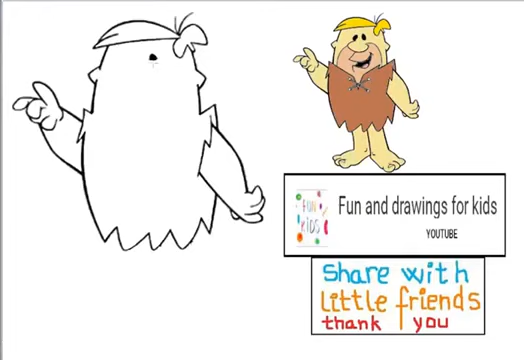 FUN
KIDS
Fun and drawings for kids
YOUTUBE
Share with
little friends
thank you